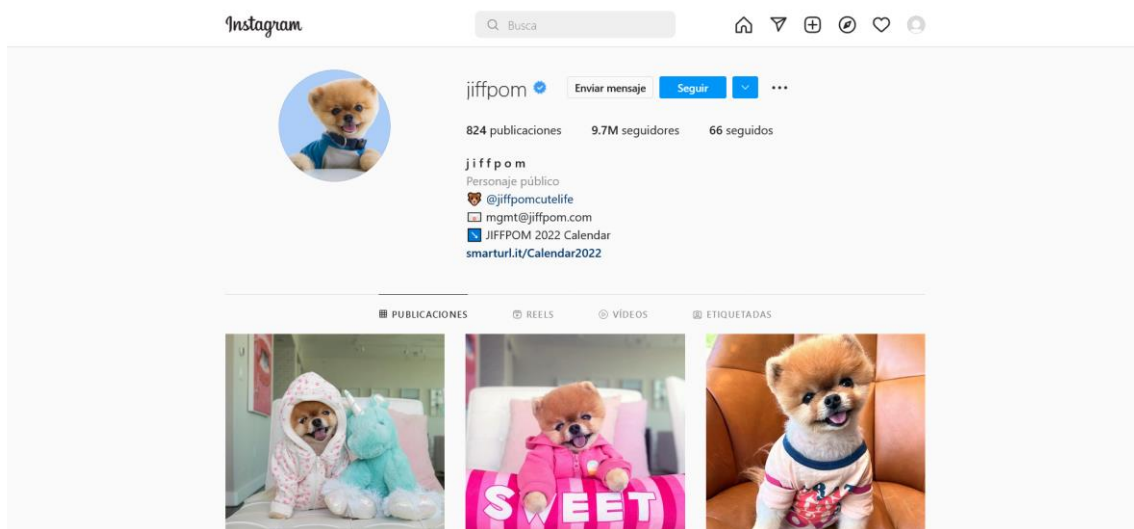 Instagram
Busca
jiffpom Enviar mensaje Seguir
824 publicaciones 9.7M seguidores 66 seguidos
j i f f p o m
Personaje público
@jiffpomcutelife
mgmt@jiffpom.com
JIFFPOM 2022 Calendar
smarturl.it/Calendar2022
PUBLICACIONES REELS VÍDEOS ETIQUETADAS
SWEET